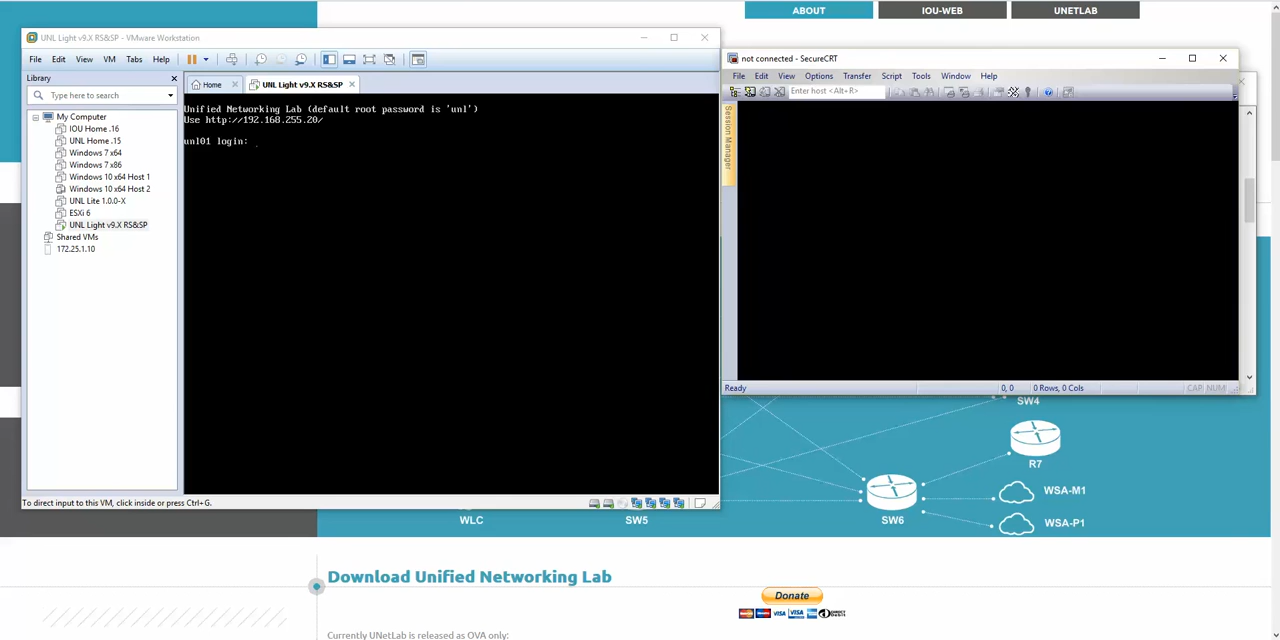 ABOUT
IOU-WEB
UNETLAB
UNL Light v9.X RS&SP - VMware Workstation
File Edit View VM Tabs Help
Library
Type here to search
My Computer
IOU Home .16
UNL Home .15
Windows 7 x64
Windows 7 x86
Windows 10 x64 Host 1
Windows 10 x64 Host 2
UNL Lite 1.0.0-X
ESXi 6
UNL Light v9.X RS&SP
Shared VMs
172.25.1.10
Home
UNL Light v9.X RS&SP
Unified Networking Lab (default root password is 'unl')
Use http://192.168.255.20/
unl01 login:
To direct input to this VM, click inside or press Ctrl+G.
not connected - SecureCRT
File Edit View Options Transfer Script Tools Window Help
Enter host <Alt+R>
Session Manager
Ready
0, 0
0 Rows, 0 Cols
CAP NUM
SW4
R7
WSA-M1
WSA-P1
WLC
SW5
SW6
Download Unified Networking Lab
Donate
VISA
VISA
Currently UNetLab is released as OVA only: